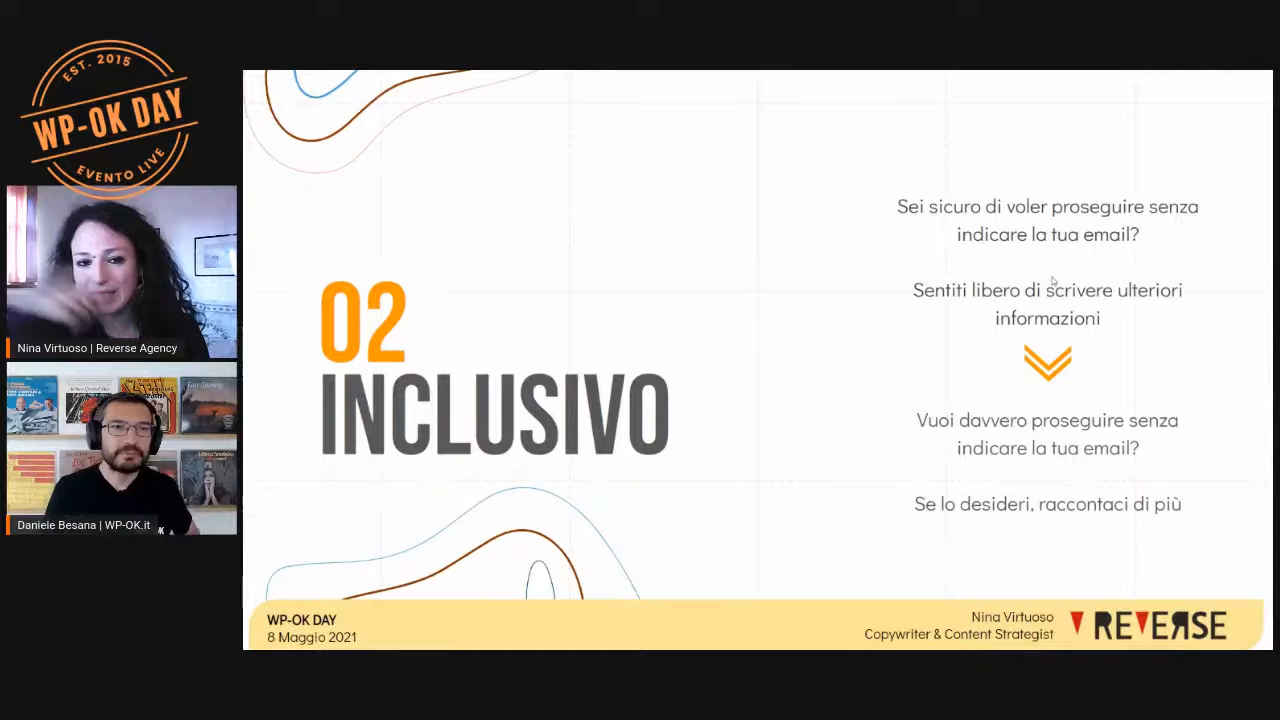 EST. 2015
WP-OK DAY
EVENTO LIVE
Nina Virtuoso | Reverse Agency
Daniele Besana | WP-OK.it
02
INCLUSIVO
Sei sicuro di voler proseguire senza
indicare la tua email?
Sentiti libero di scrivere ulteriori
informazioni
Vuoi davvero proseguire senza
indicare la tua email?
Se lo desideri, raccontaci di più
WP-OK DAY
8 Maggio 2021
Nina Virtuoso
Copywriter & Content Strategist
REVERSE